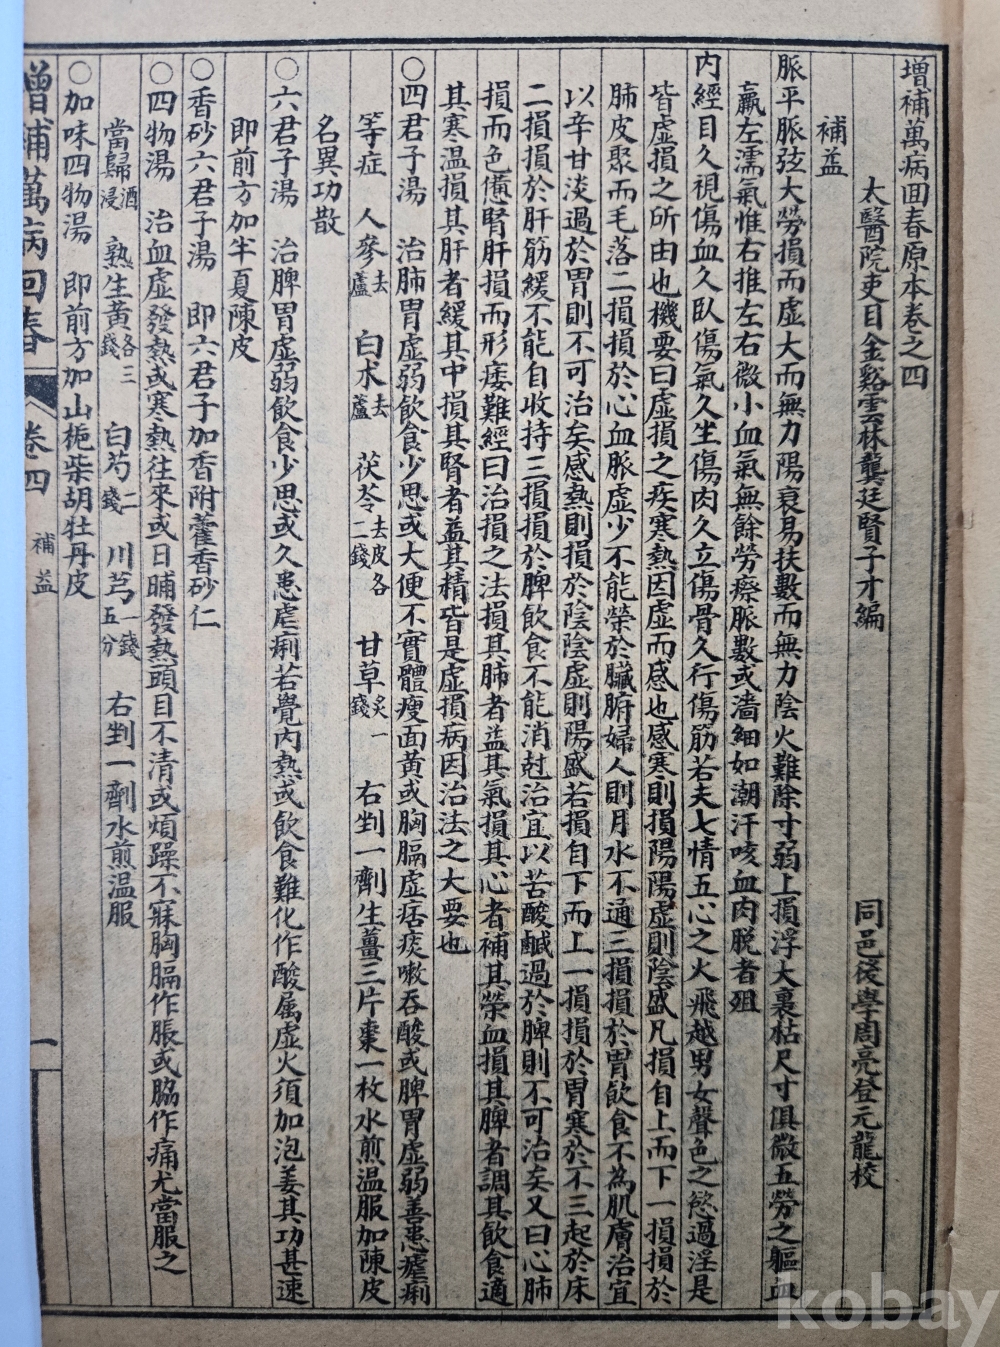 增補萬病回春原本卷之四
太醫院吏目金谿雲林龔廷賢子才編 同邑後學周亮登元龍校
補益
脈平脈弦大勞損而虛大而無力陽衰易扶數而無力陰火難除寸弱上損浮大裏枯尺寸俱微五勞之軀血
羸左濡氣惟右推左右微小血氣無餘勞瘵脈數或濇細如潮汗咳血肉脫者殂
內經目久視傷血久臥傷氣久坐傷肉久立傷骨久行傷筋若夫七情五心之火飛越男女聲色之慾過淫是
皆虛損之所由也機要曰虛損之疾寒熱因虛而感也感寒則損陽陽虛則陰盛凡損自上而下一損損於
肺皮聚而毛落二損損於心血脈虛少不能榮於臟腑婦人則月水不通三損損於胃飲食不為肌膚治宜
以辛甘淡過於胃則不可治矣感熱則損於陰陰虛則陽盛若損自下而上一損損於胃寒於不三起於床
二損損於肝筋緩不能自收持三損損於脾飲食不能消尅治宜以苦酸鹹過於脾則不可治矣又曰心肺
損而色憊腎肝損而形痿難經曰治損之法損其肺者益其氣損其心者補其榮血損其脾者調其飲食適
其寒溫損其肝者緩其中損其腎者益其精皆是虛損病因治法之大要也
○四君子湯 治肺胃虛弱飲食少思或大便不實體瘦面黃或胸膈虛痞痰嗽吞酸或脾胃虛弱善患瘧痢
等症 人參去蘆 白朮去蘆 茯苓去皮各二錢 甘草炙一錢 右剉一劑生薑三片棗一枚水煎溫服加陳皮
名異功散
○六君子湯 治脾胃虛弱飲食少思或久患瘧痢若覺內熱或飲食難化作酸属虛火須加泡姜其功甚速
即前方加半夏陳皮
○香砂六君子湯 即六君子加香附藿香砂仁
○四物湯 治血虛發熱或寒熱往來或日晡發熱頭目不清或煩躁不寐胸膈作脹或脇作痛尤當服之
當歸酒浸 熟生黃各三錢 白芍二錢 川芎一錢五分 右剉一劑水煎溫服
○加味四物湯 即前方加山梔柴胡牡丹皮
增補萬病回春 卷四 補益 一
kobay